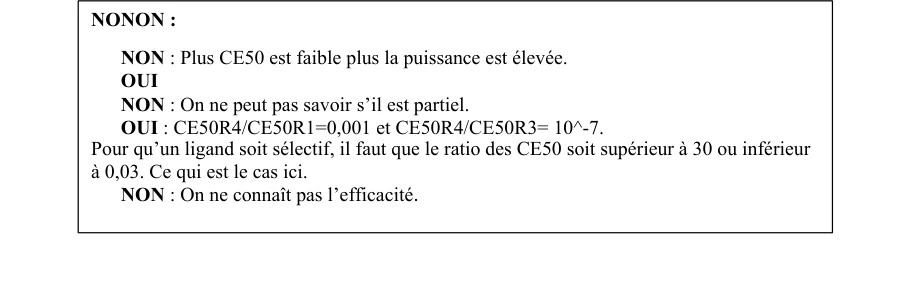 NONON :
NON : Plus CE50 est faible plus la puissance est élevée.
OUI
NON : On ne peut pas savoir s’il est partiel.
OUI : CE50R4/CE50R1=0,001 et CE50R4/CE50R3= 10^-7.
Pour qu’un ligand soit sélectif, il faut que le ratio des CE50 soit supérieur à 30 ou inférieur
à 0,03. Ce qui est le cas ici.
NON : On ne connaît pas l’efficacité.